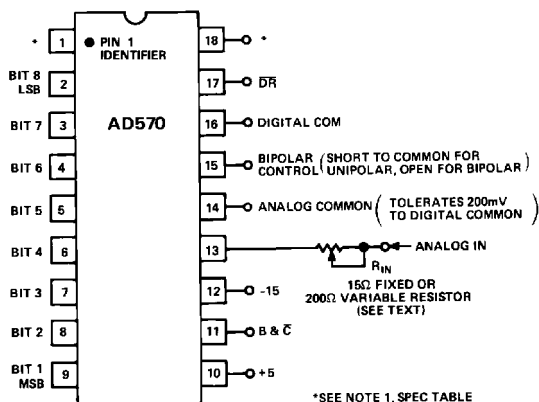 * 1 ● PIN 1 IDENTIFIER 18 *
BIT 8 LSB 2 17 D̅R̅
BIT 7 3 AD570 16 DIGITAL COM
BIT 6 4 15 BIPOLAR CONTROL (SHORT TO COMMON FOR UNIPOLAR, OPEN FOR BIPOLAR)
BIT 5 5 14 ANALOG COMMON (TOLERATES 200mV TO DIGITAL COMMON)
BIT 4 6 13 ANALOG IN
RIN
15Ω FIXED OR
200Ω VARIABLE RESISTOR
(SEE TEXT)
BIT 3 7 12 -15
BIT 2 8 11 B & C̅
BIT 1 MSB 9 10 +5
*SEE NOTE 1, SPEC TABLE